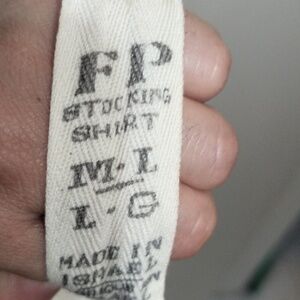 FP
STOCKING
SHIRT
M·L
L·G
MADE IN
ISRAEL